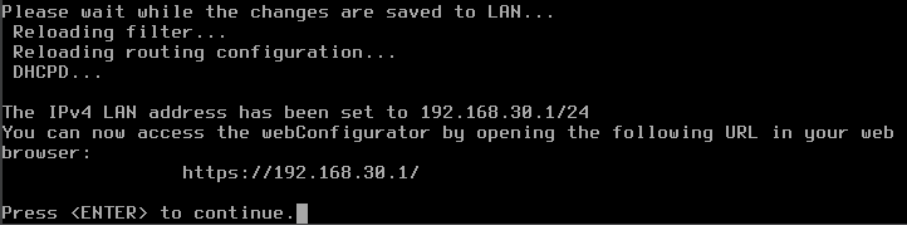 Please wait while the changes are saved to LAN...
Reloading filter...
Reloading routing configuration...
DHCPD...
The IPv4 LAN address has been set to 192.168.30.1/24
You can now access the webConfigurator by opening the following URL in your web
browser:
https://192.168.30.1/
Press <ENTER> to continue.